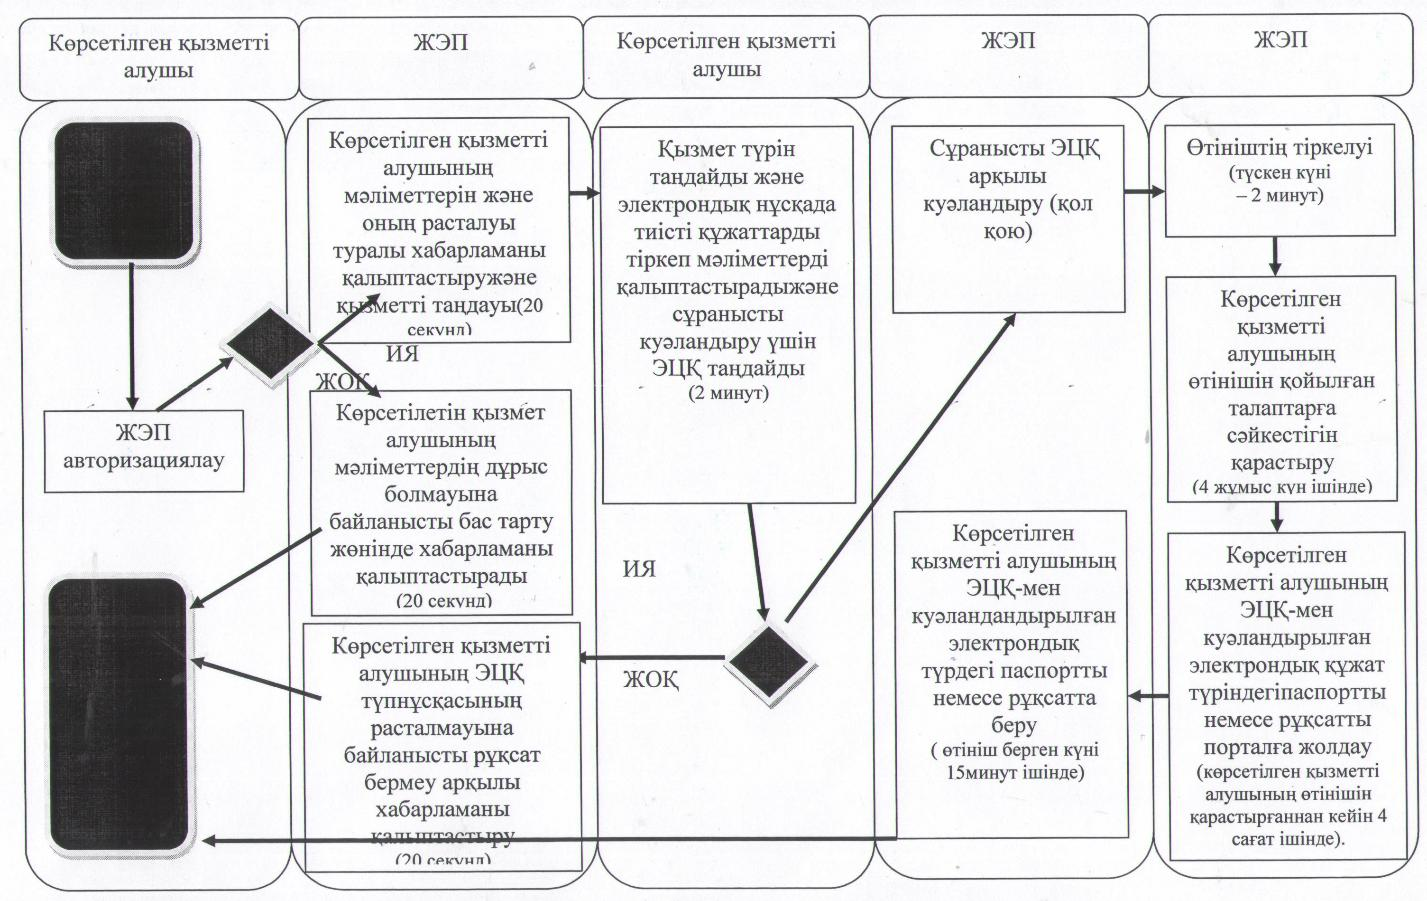 Көрсетілген қызметті
алушы
ЖЭП
Көрсетілген қызметті
алушы
ЖЭП
ЖЭП
ЖЭП
авторизациялау
Көрсетілген қызметті
алушының
мәліметтерін және
оның расталуы
туралы хабарламаны
қалыптастыружәне
қызметті таңдауы(20
секунд)
ИЯ
ЖОҚ
Көрсетілетін қызмет
алушының
мәліметтердің дұрыс
болмауына
байланысты бас тарту
жөнінде хабарламаны
қалыптастырады
(20 секунд)
Көрсетілген қызметті
алушының ЭЦҚ
түпнұсқасының
расталмауына
байланысты рұқсат
бермеу арқылы
хабарламаны
қалыптастыру
(20 секунд)
Қызмет түрін
таңдайды және
электрондық нұсқада
тиісті құжаттарды
тіркеп мәліметтерді
қалыптастырадыжәне
сұранысты
куәландыру үшін
ЭЦҚ таңдайды
(2 минут)
ИЯ
ЖОҚ
Сұранысты ЭЦҚ
арқылы
куәландыру (қол
қою)
Көрсетілген
қызметті алушының
ЭЦҚ-мен
куәландандырылған
электрондық
түрдегі паспортты
немесе рұқсатта
беру
( өтініш берген күні
15минут ішінде)
Өтініштің тіркелуі
(түскен күні
– 2 минут)
Көрсетілген
қызметті
алушының
өтінішін қойылған
талаптарға
сәйкестігін
қарастыру
(4 жұмыс күн ішінде)
Көрсетілген
қызметті алушының
ЭЦҚ-мен
куәландырылған
электрондық құжат
түріндегіпаспортты
немесе рұқсатты
порталға жолдау
(көрсетілген қызметті
алушының өтінішін
қарастырғаннан кейін 4
сағат ішінде).